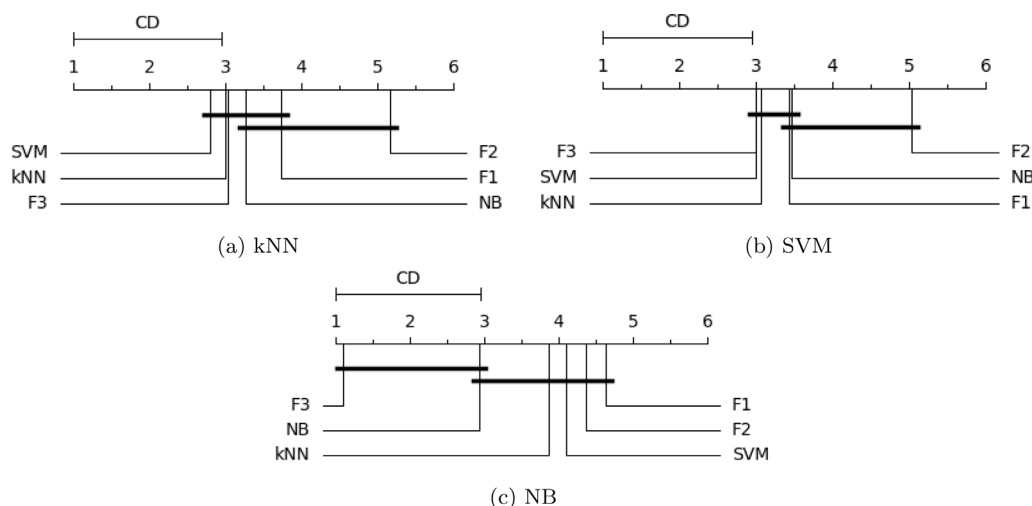 CD
1 2 3 4 5 6
SVM F2
kNN F1
F3 NB
(a) kNN
CD
1 2 3 4 5 6
F3 F2
SVM NB
kNN F1
(b) SVM
CD
1 2 3 4 5 6
F3 F1
NB F2
kNN SVM
(c) NB